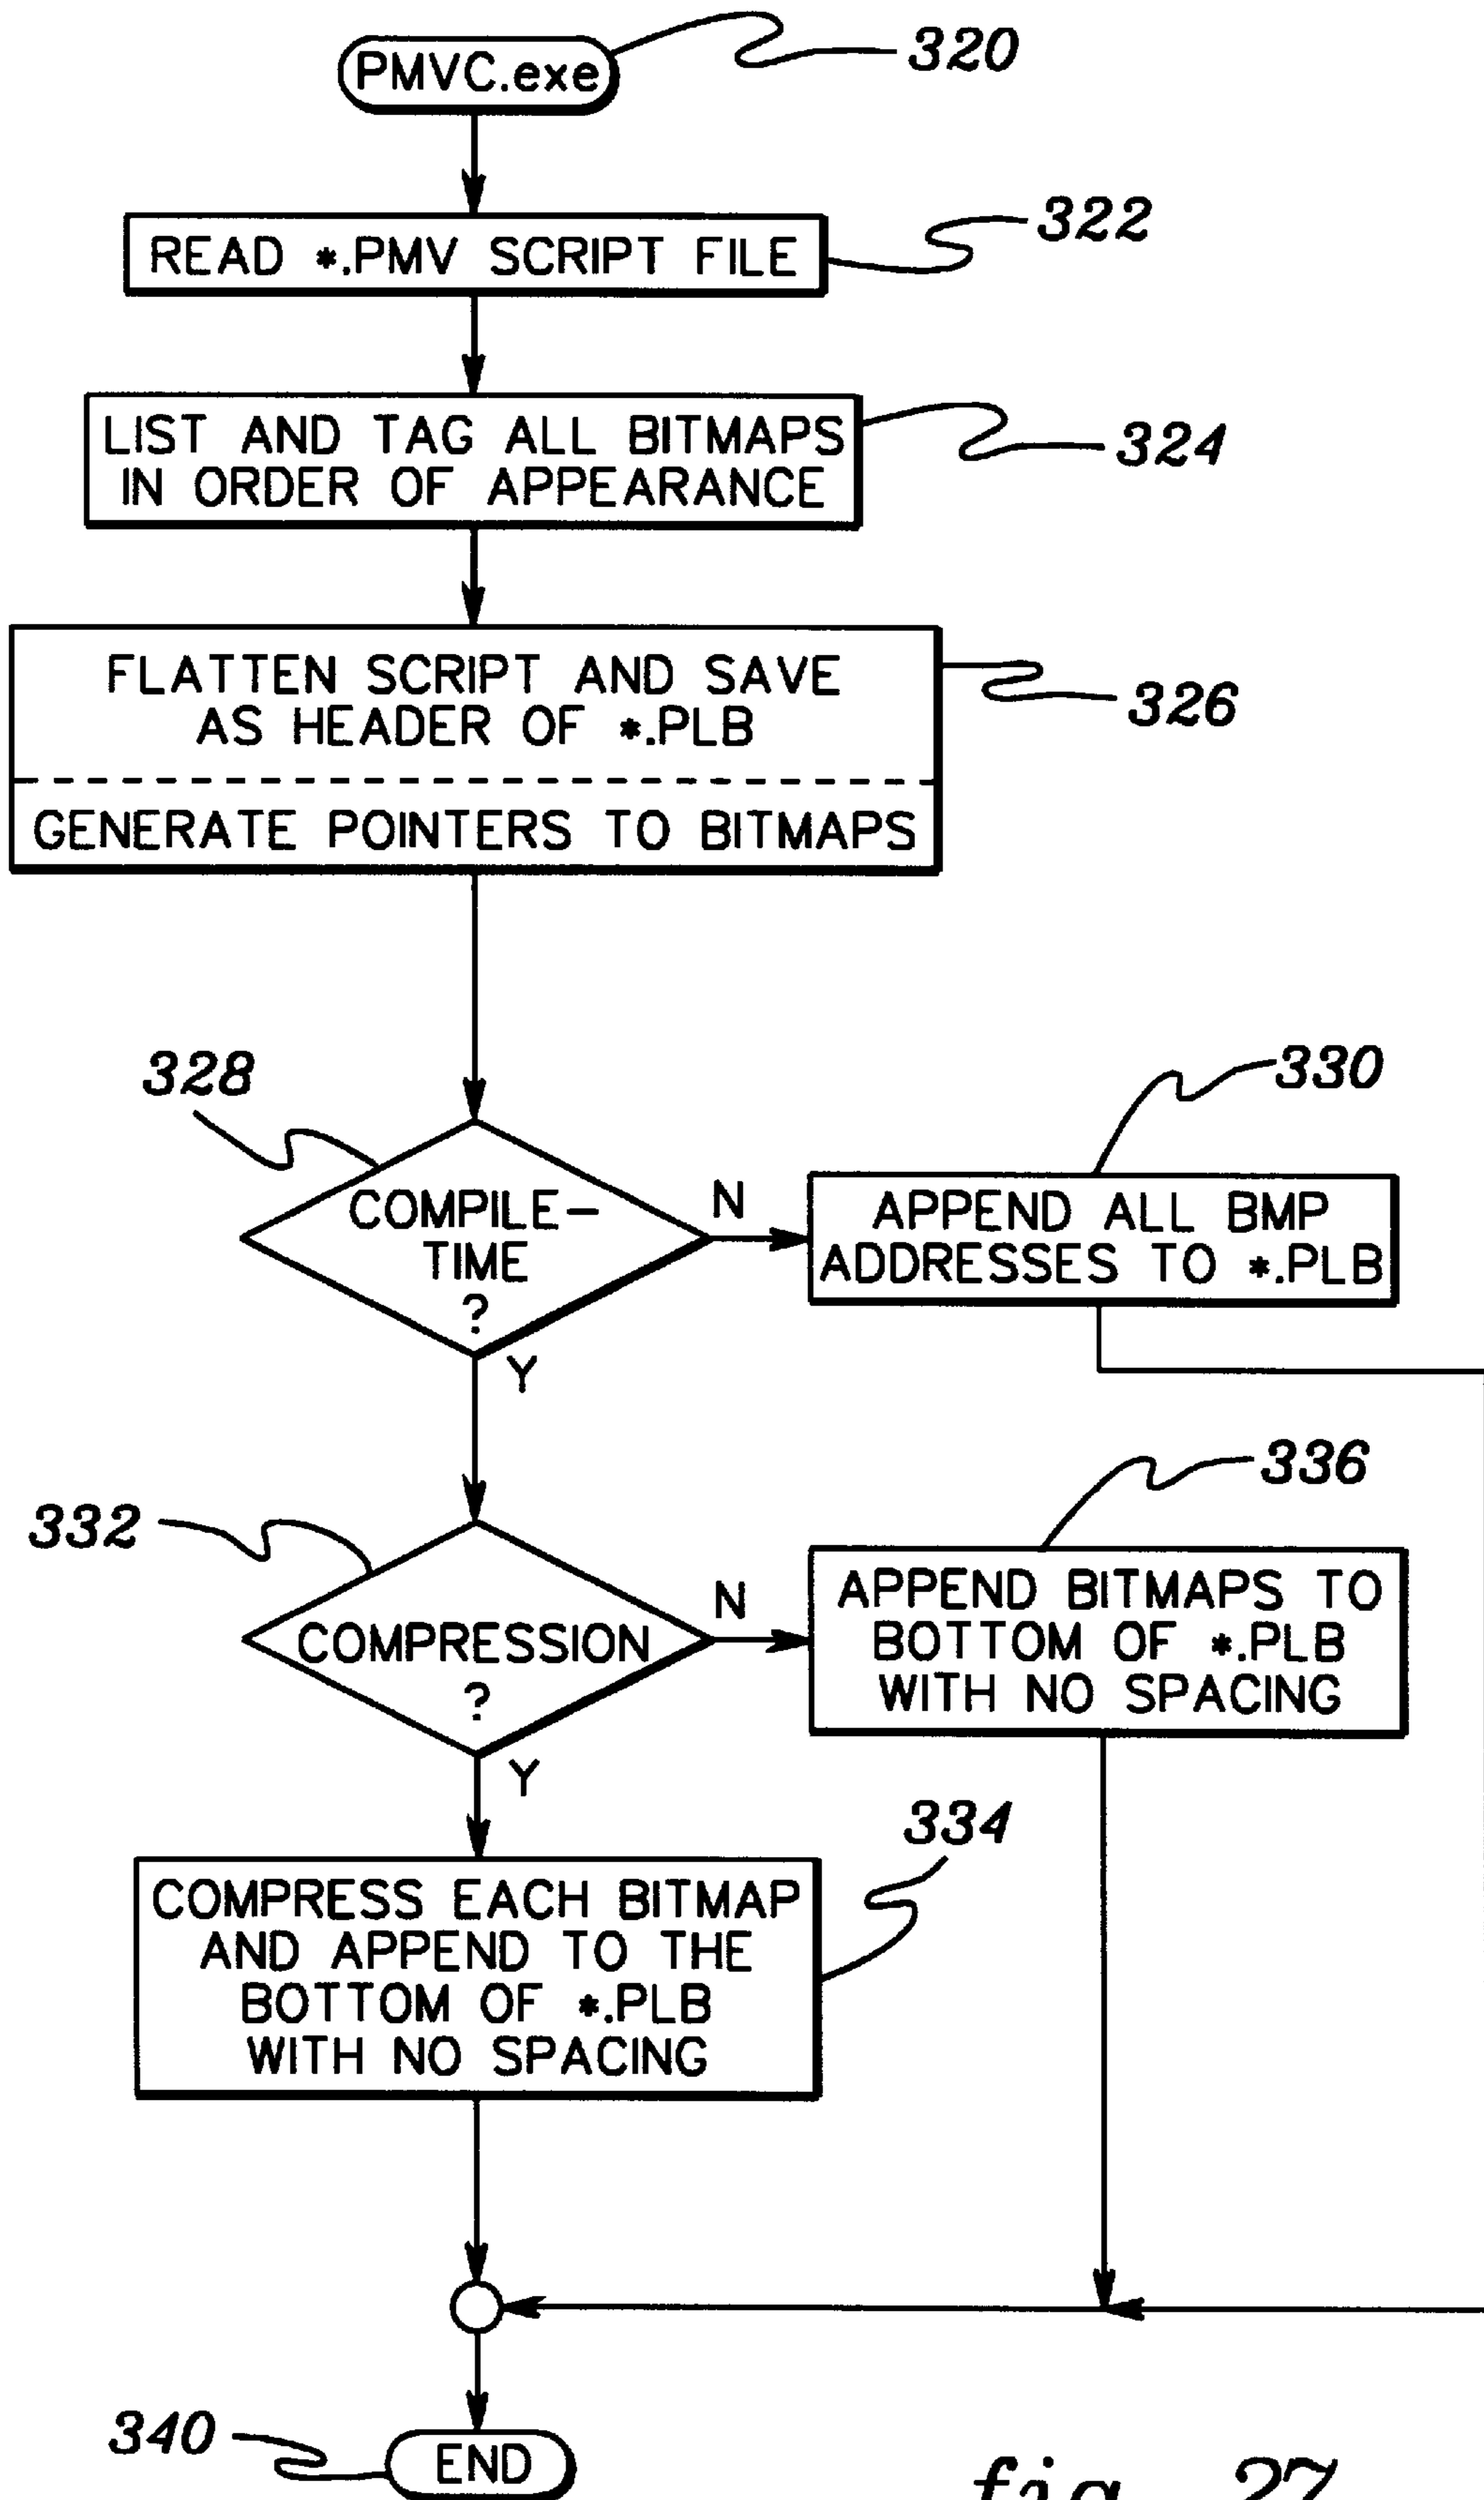 PMVC.exe
320
READ *.PMV SCRIPT FILE
322
LIST AND TAG ALL BITMAPS
IN ORDER OF APPEARANCE
324
FLATTEN SCRIPT AND SAVE
AS HEADER OF *.PLB
326
GENERATE POINTERS TO BITMAPS
328
COMPILE-
TIME
?
N
Y
330
APPEND ALL BMP
ADDRESSES TO *.PLB
332
COMPRESSION
?
N
Y
336
APPEND BITMAPS TO
BOTTOM OF *.PLB
WITH NO SPACING
334
COMPRESS EACH BITMAP
AND APPEND TO THE
BOTTOM OF *.PLB
WITH NO SPACING
340
END
fig. 27